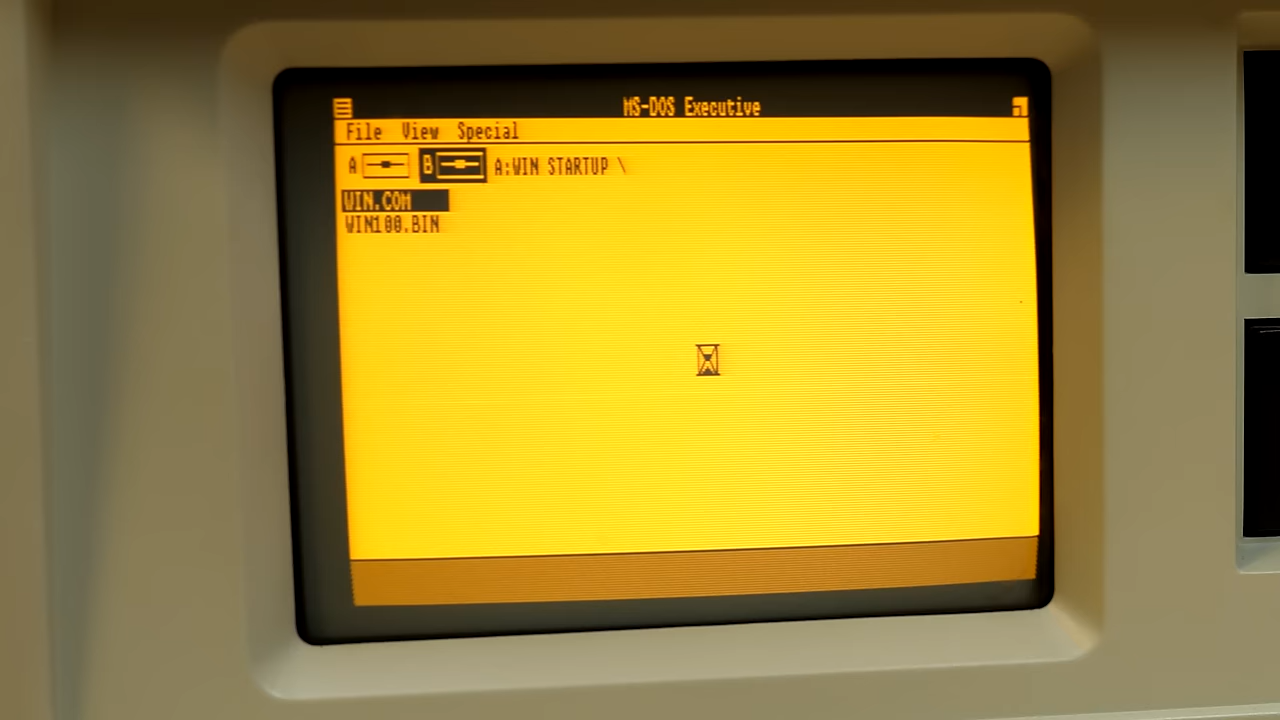 MS-DOS Executive
File View Special
A B A:WIN STARTUP \
WIN.COM
WIN100.BIN